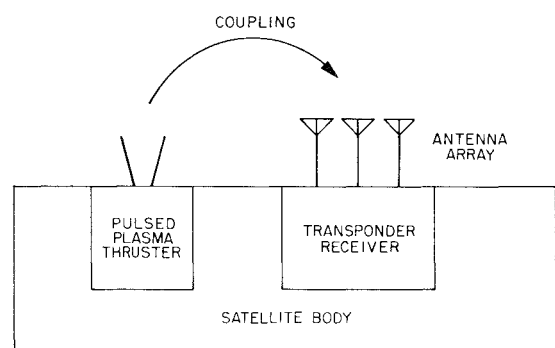 COUPLING
ANTENNA
ARRAY
PULSED
PLASMA
THRUSTER
TRANSPONDER
RECEIVER
SATELLITE BODY